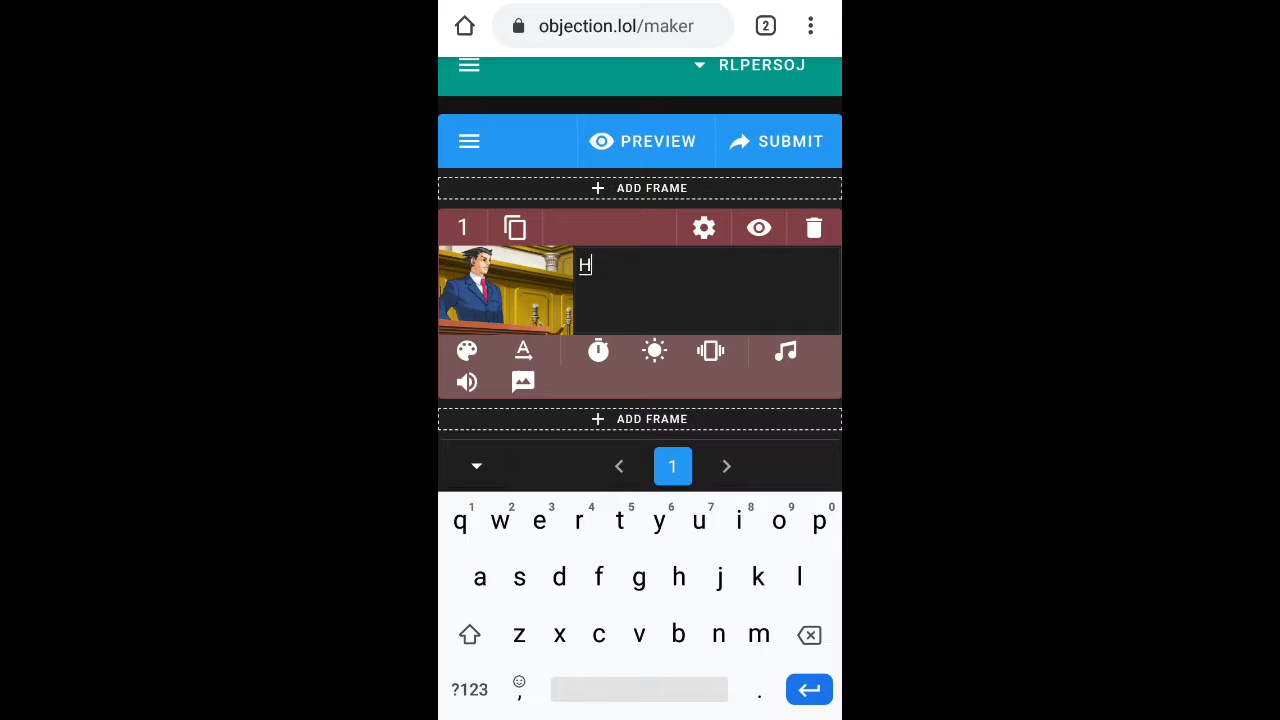 objection.lol/maker 2
RLPERSOJ
PREVIEW SUBMIT
+ ADD FRAME
1
H
+ ADD FRAME
1
1 2 3 4 5 6 7 8 9 0
q w e r t y u i o p
a s d f g h j k l
z x c v b n m
?123 , .